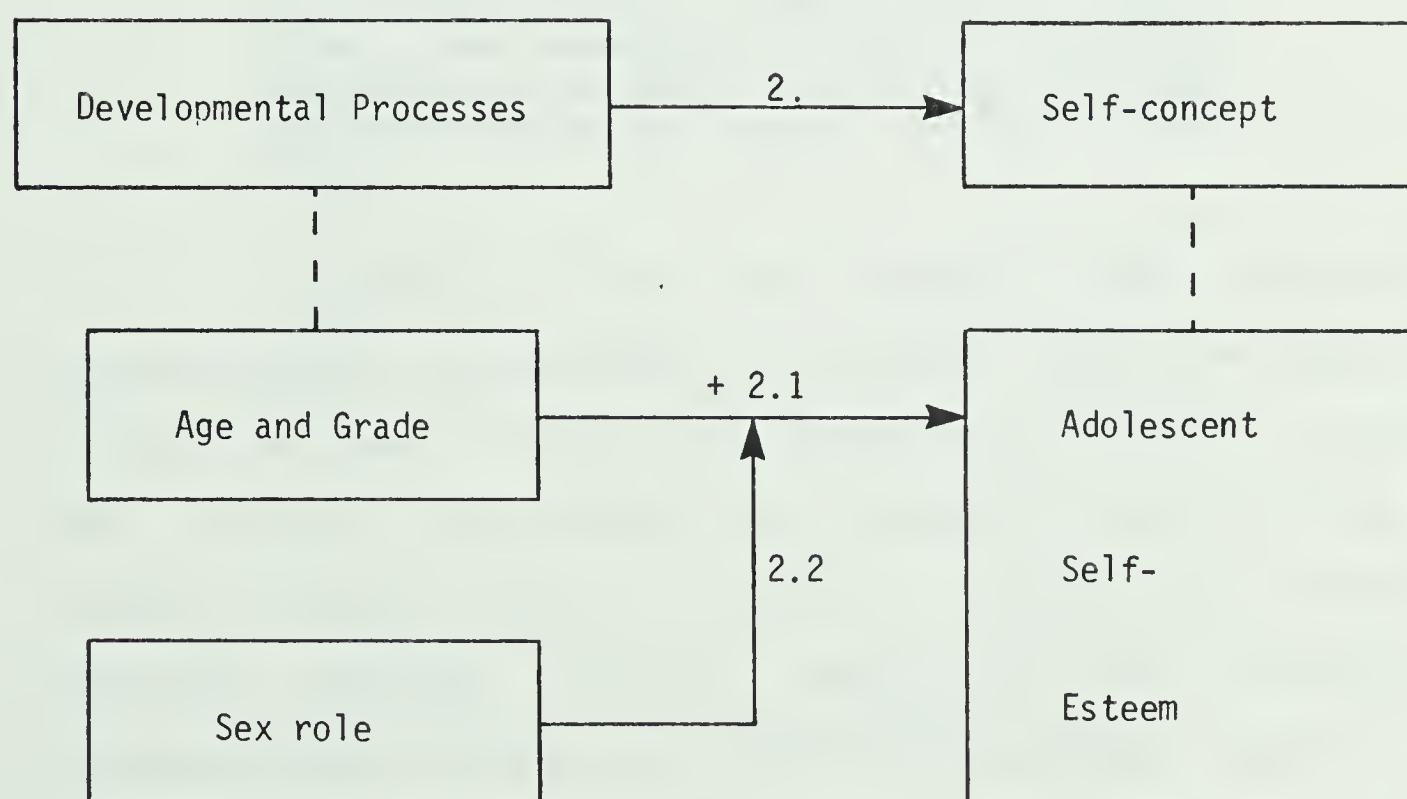 Developmental Processes
2.
Self-concept
Age and Grade
+ 2.1
Adolescent
2.2
Self-
Esteem
Sex role